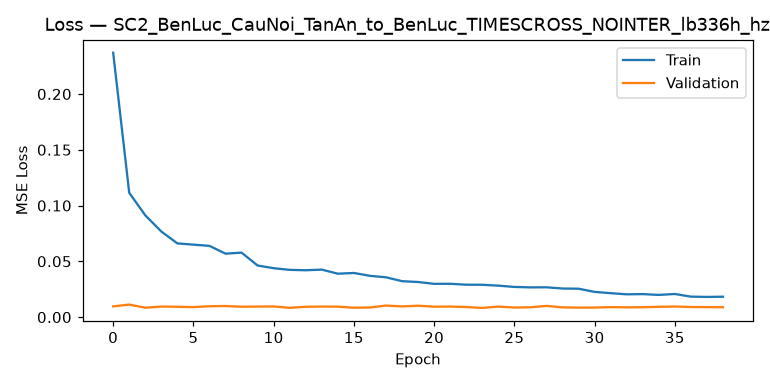 Loss — SC2_BenLuc_CauNoi_TanAn_to_BenLuc_TIMESCROSS_NOINTER_lb336h_hz
Train
Validation
MSE Loss
0.20
0.15
0.10
0.05
0.00
0 5 10 15 20 25 30 35
Epoch